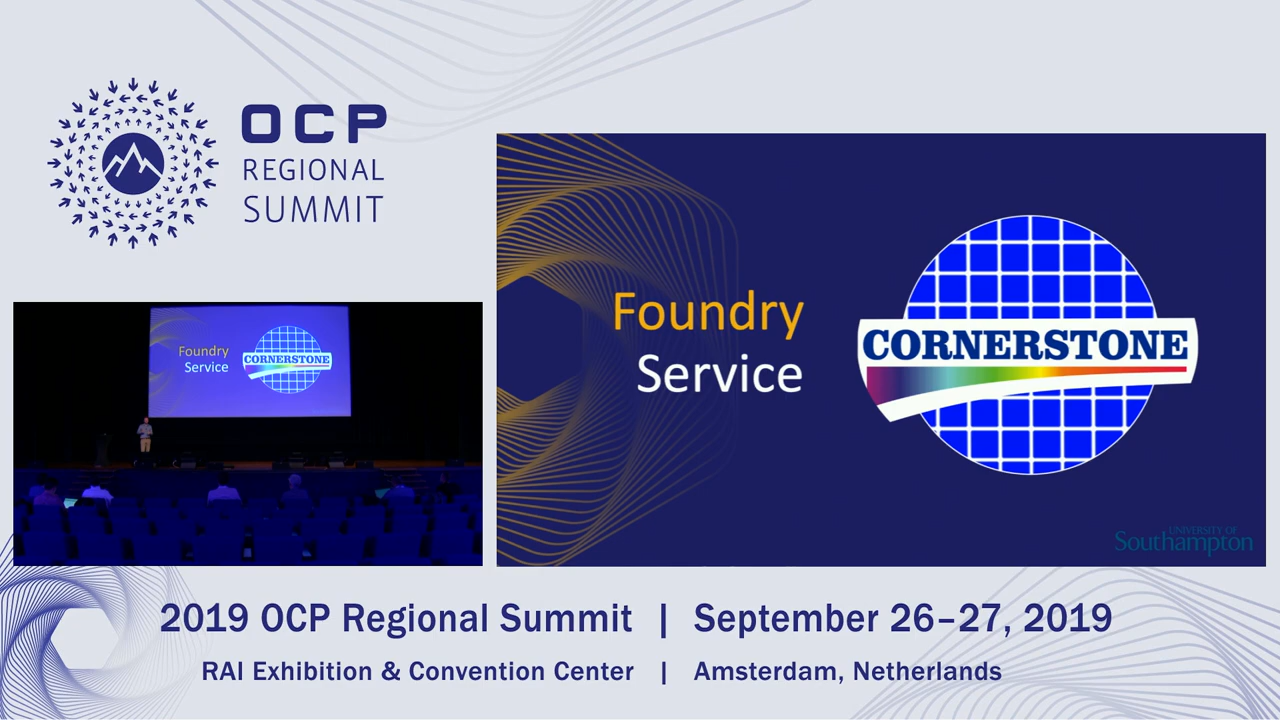 OCP
REGIONAL
SUMMIT
Foundry
Service
CORNERSTONE
UNIVERSITY OF
Southampton
Foundry
Service
CORNERSTONE
2019 OCP Regional Summit | September 26–27, 2019
RAI Exhibition & Convention Center | Amsterdam, Netherlands